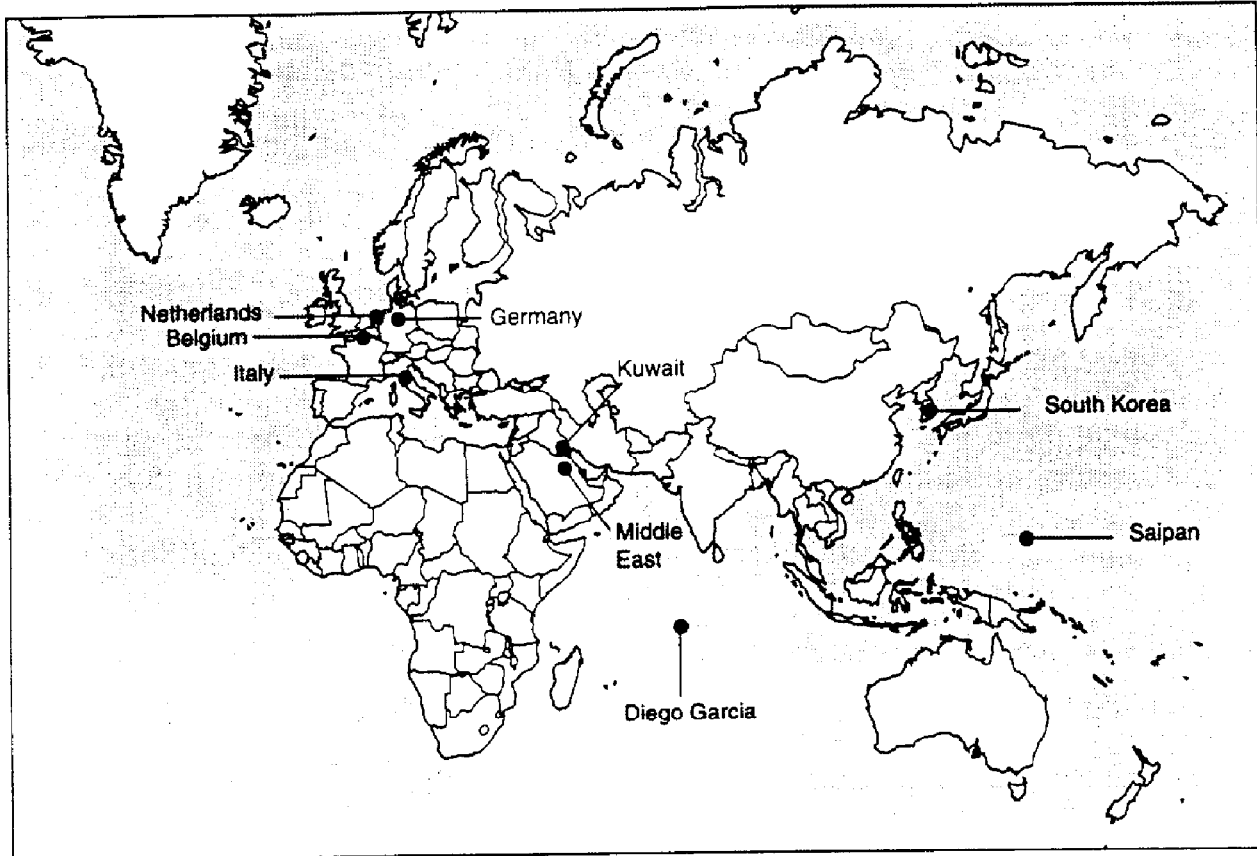 Netherlands
Germany
Belgium
Italy
Kuwait
South Korea
Middle
East
Saipan
Diego Garcia